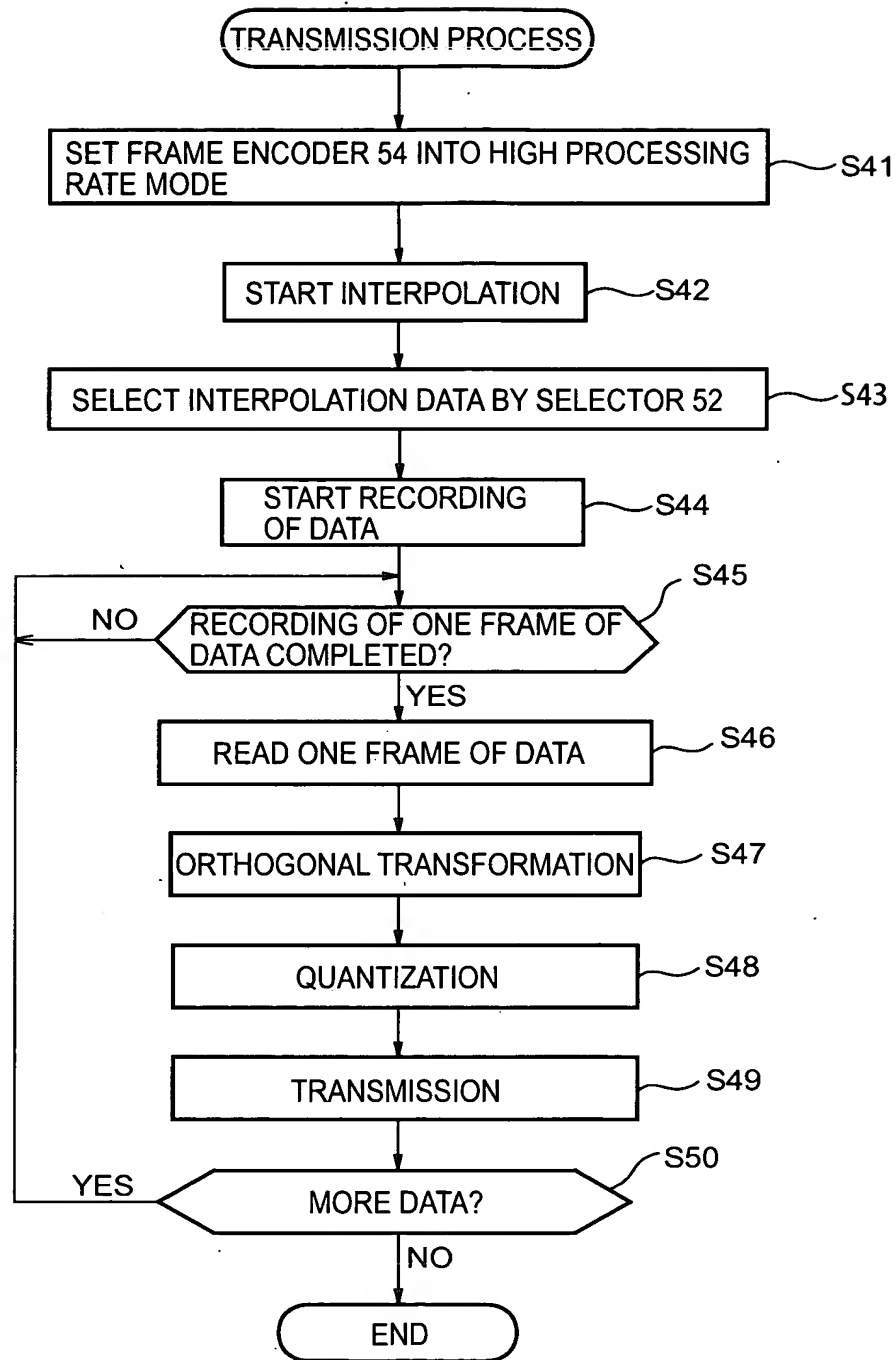 TRANSMISSION PROCESS
SET FRAME ENCODER 54 INTO HIGH PROCESSING
RATE MODE
S41
START INTERPOLATION
S42
SELECT INTERPOLATION DATA BY SELECTOR 52
S43
START RECORDING
OF DATA
S44
S45
NO
RECORDING OF ONE FRAME OF
DATA COMPLETED?
YES
READ ONE FRAME OF DATA
S46
ORTHOGONAL TRANSFORMATION
S47
QUANTIZATION
S48
TRANSMISSION
S49
S50
YES
MORE DATA?
NO
END